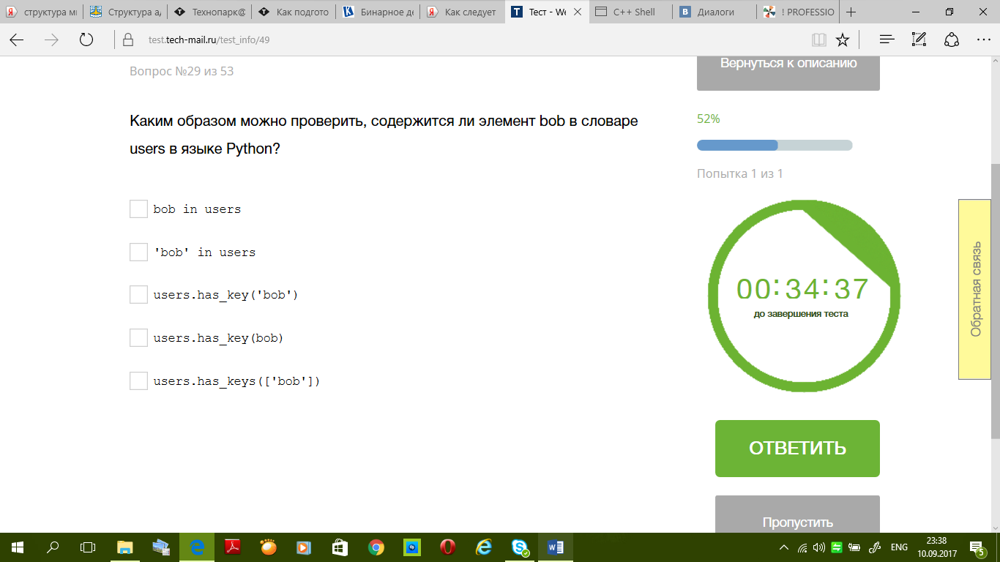 структура мі
Структура ад
Технопарк@
Как подгото
Бинарное де
Как следует
Тест - We
C++ Shell
Диалоги
! PROFESSIO
test.tech-mail.ru/test_info/49
Вопрос №29 из 53
Вернуться к описанию
Каким образом можно проверить, содержится ли элемент bob в словаре
users в языке Python?
52%
Попытка 1 из 1
bob in users
'bob' in users
users.has_key('bob')
users.has_key(bob)
users.has_keys(['bob'])
00:34:37
до завершения теста
Обратная связь
ОТВЕТИТЬ
Пропустить
ENG
23:38
10.09.2017
5